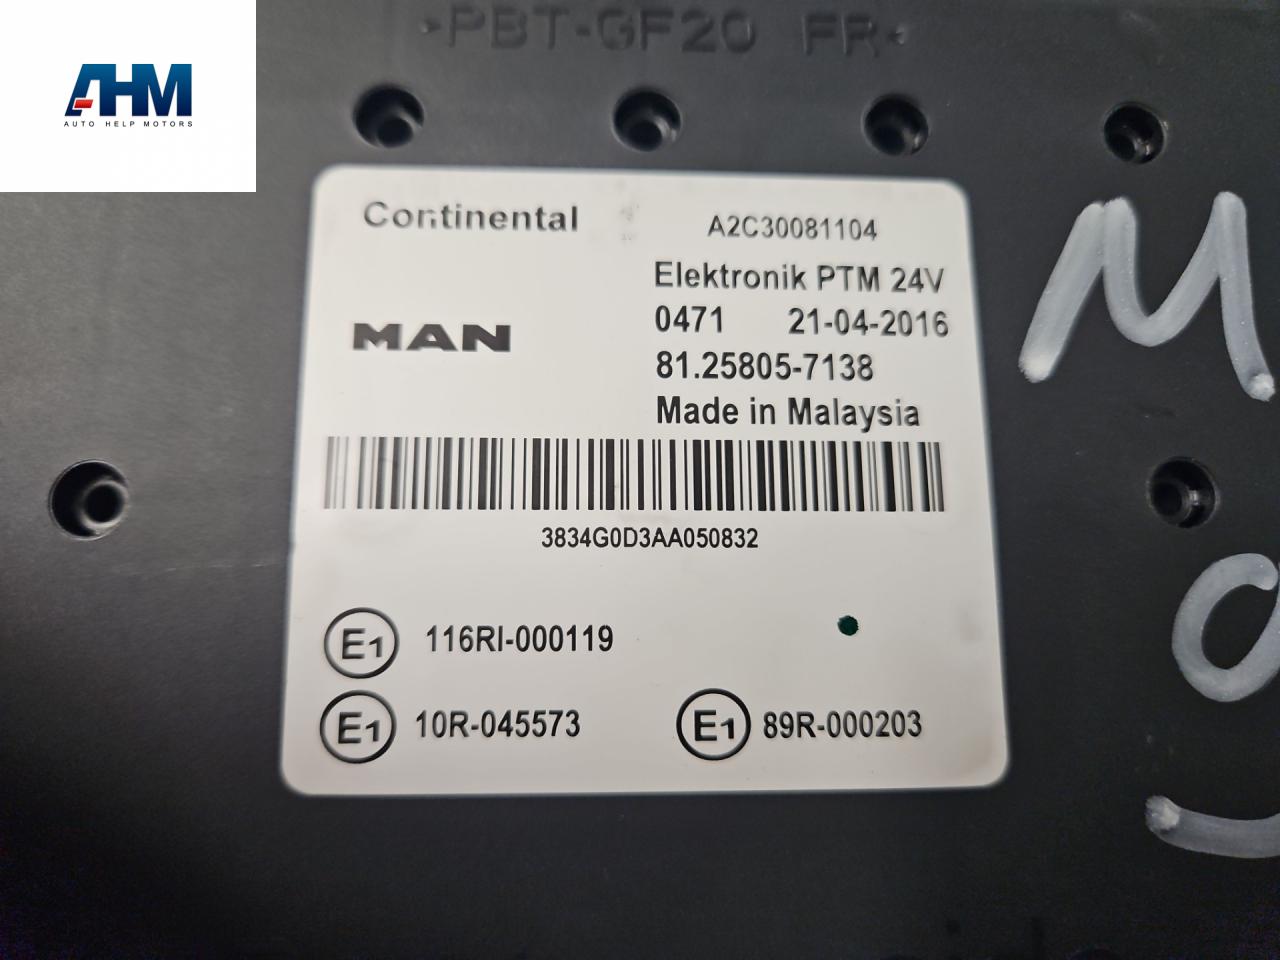 AHM
AUTO HELP MOTORS
>PBT-GF20 FR<
Continental
A2C30081104
Elektronik PTM 24V
0471 21-04-2016
MAN
81.25805-7138
Made in Malaysia
3834G0D3AA050832
E1 116RI-000119
E1 10R-045573
E1 89R-000203
M